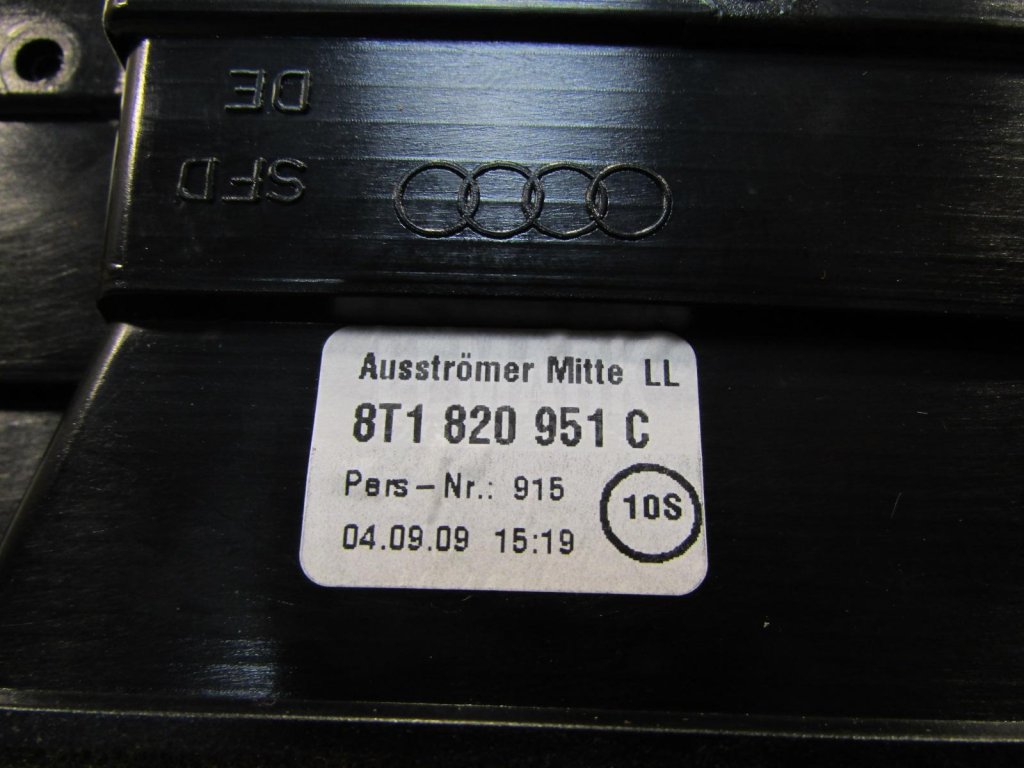 DE
SFD
Ausströmer Mitte LL
8T1 820 951 C
Pers-Nr.: 915
10S
04.09.09 15:19